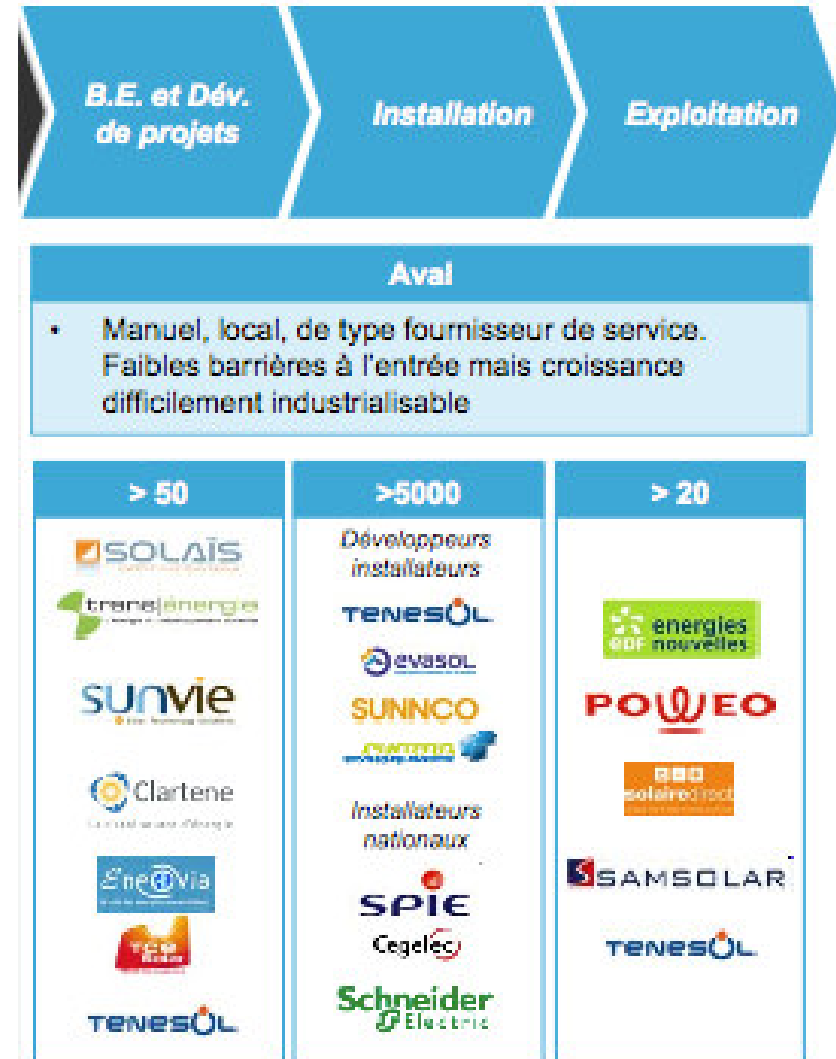 B.E. et Dév.
de projets
Installation
Exploitation
Aval
• Manuel, local, de type fournisseur de service.
Faibles barrières à l'entrée mais croissance
difficilement industrialisable
> 50
SOLAÏS
transénergie
sunvie
Clartene
Enervia
TENESOL
>5000
Développeurs
installateurs
TENESOL
evasol
SUNNCO
Installateurs
nationaux
SPIE
Cegelec
Schneider
Electric
> 20
energies
EDF nouvelles
POWEO
solairedirect
SAMSOLAR
TENESOL